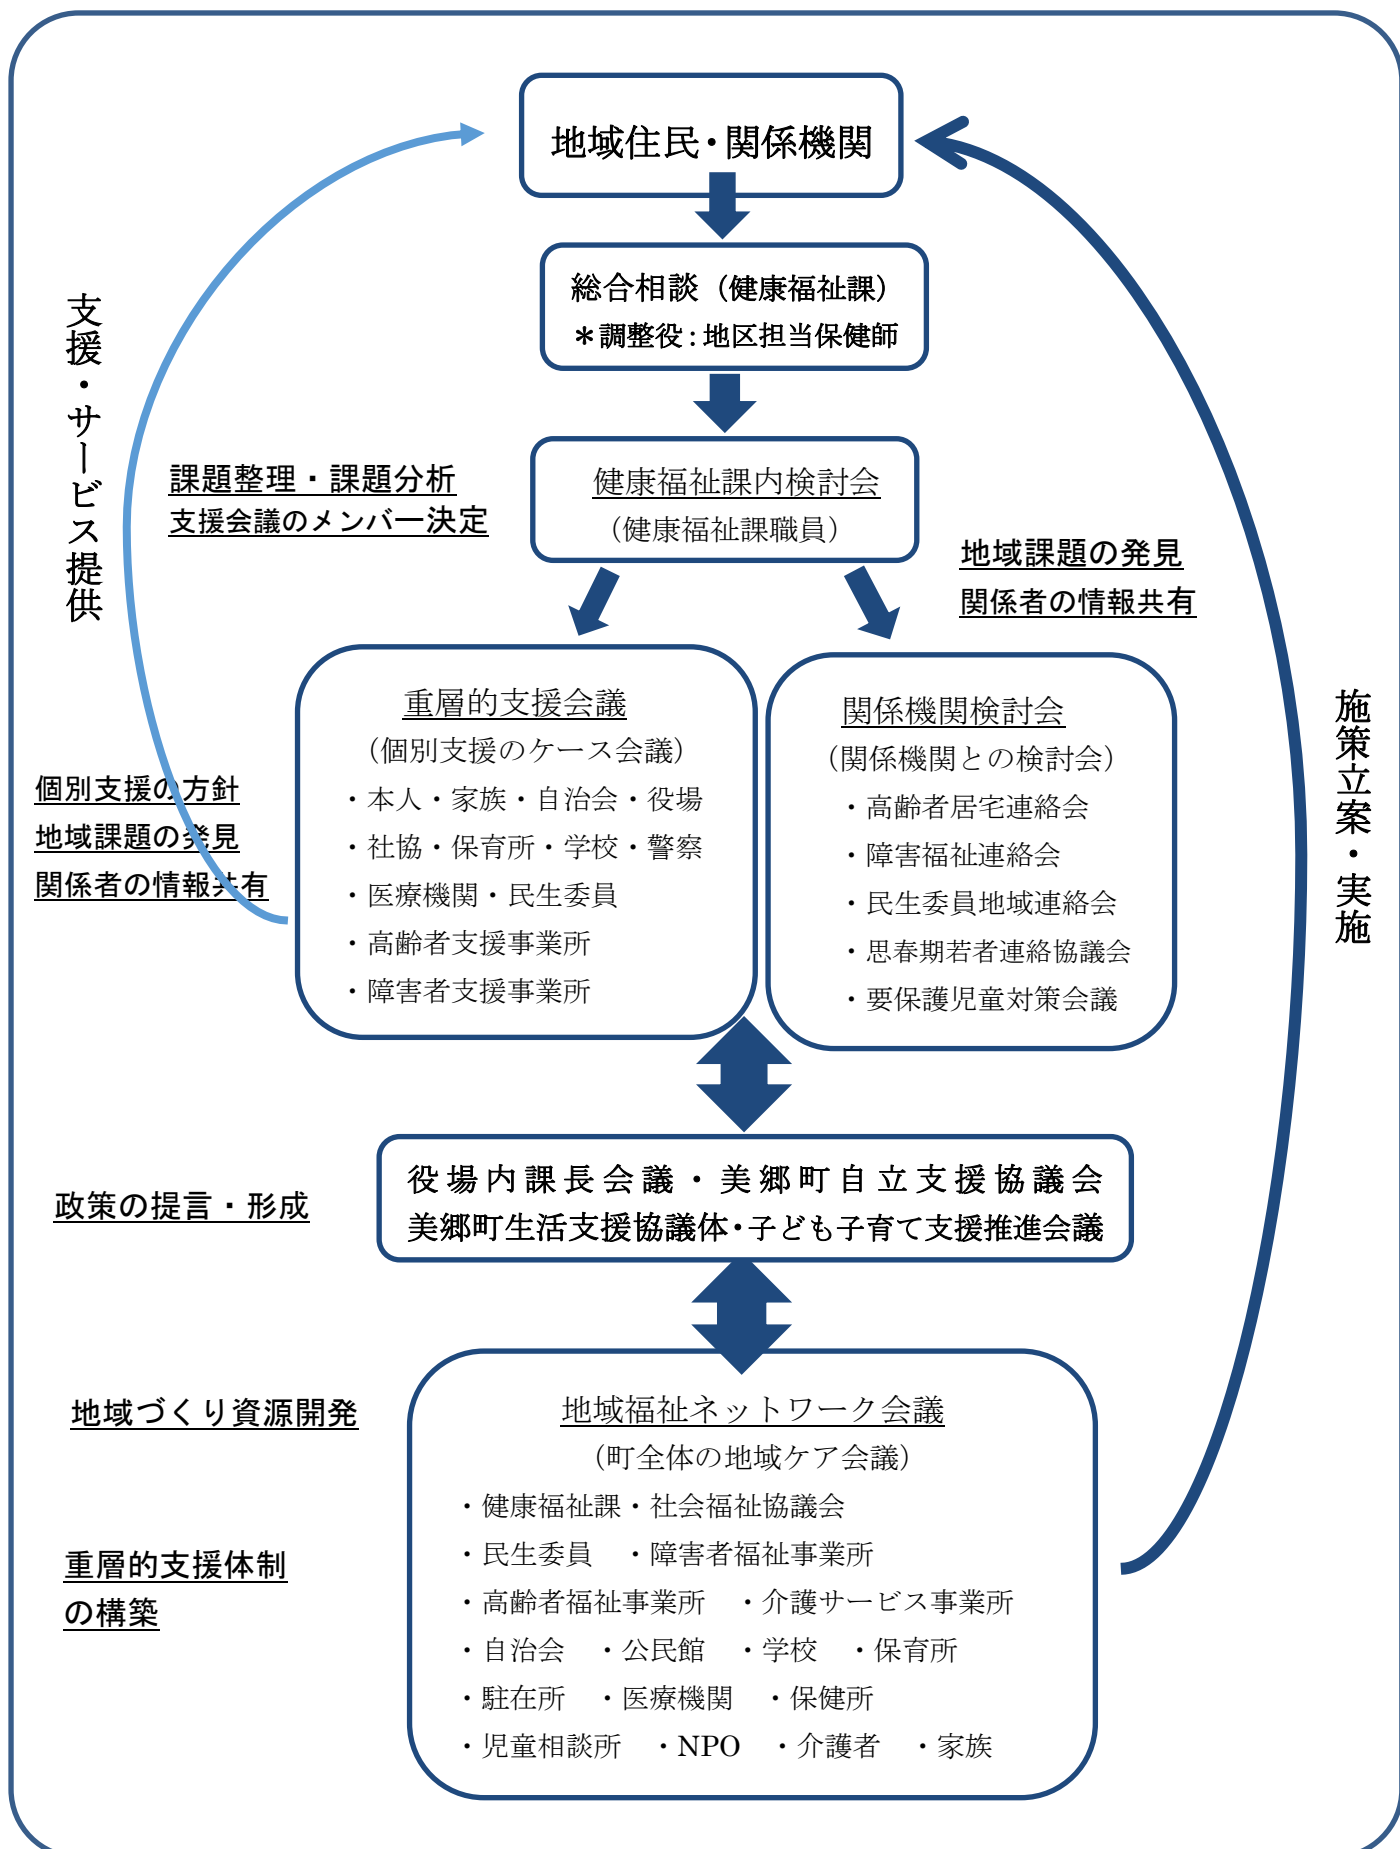 地域住民・関係機関
総合相談（健康福祉課）
＊調整役：地区担当保健師
支援・サービス提供
課題整理・課題分析
支援会議のメンバー決定
健康福祉課内検討会
（健康福祉課職員）
地域課題の発見
関係者の情報共有
施策立案・実施
個別支援の方針
地域課題の発見
関係者の情報共有
重層的支援会議
（個別支援のケース会議）
・本人・家族・自治会・役場
・社協・保育所・学校・警察
・医療機関・民生委員
・高齢者支援事業所
・障害者支援事業所
関係機関検討会
（関係機関との検討会）
・高齢者居宅連絡会
・障害福祉連絡会
・民生委員地域連絡会
・思春期若者連絡協議会
・要保護児童対策会議
政策の提言・形成
役場内課長会議・美郷町自立支援協議会
美郷町生活支援協議体・子ども子育て支援推進会議
地域づくり資源開発
重層的支援体制
の構築
地域福祉ネットワーク会議
（町全体の地域ケア会議）
・健康福祉課・社会福祉協議会
・民生委員　・障害者福祉事業所
・高齢者福祉事業所　・介護サービス事業所
・自治会　・公民館　・学校　・保育所
・駐在所　・医療機関　・保健所
・児童相談所　・NPO　・介護者　・家族